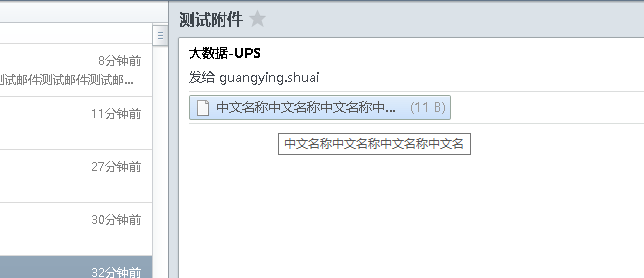 8分钟前
测试邮件测试邮件测试邮...
11分钟前
27分钟前
30分钟前
32分钟前
测试附件
大数据-UPS
发给 guangying.shuai
中文名称中文名称中文名称中... (11 B)
中文名称中文名称中文名称中文名